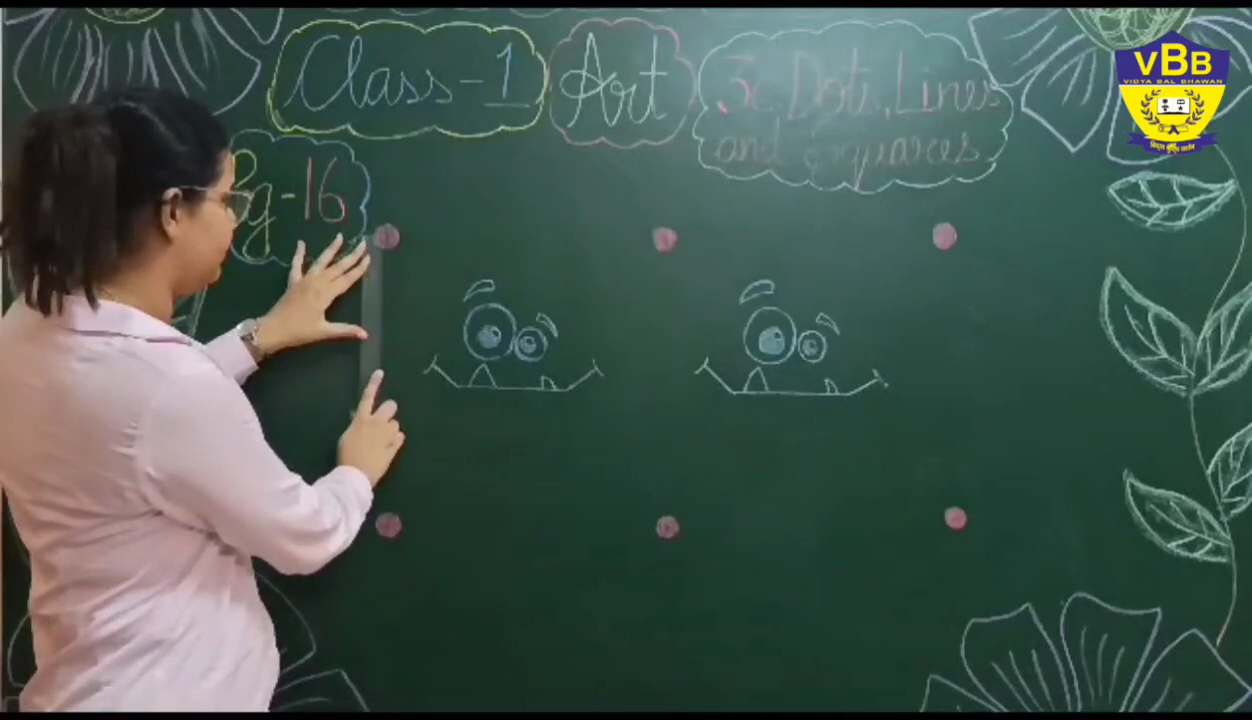 Class-1
Art
3. Dots, Lines
and Squares
Pg-16
VBB
VIDYA BAL BHAWAN